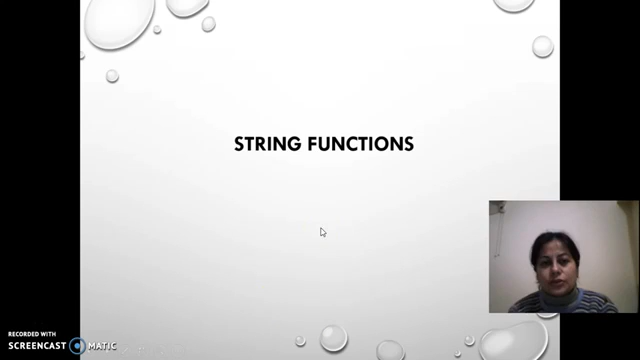 STRING FUNCTIONS
RECORDED WITH
SCREENCAST MATIC